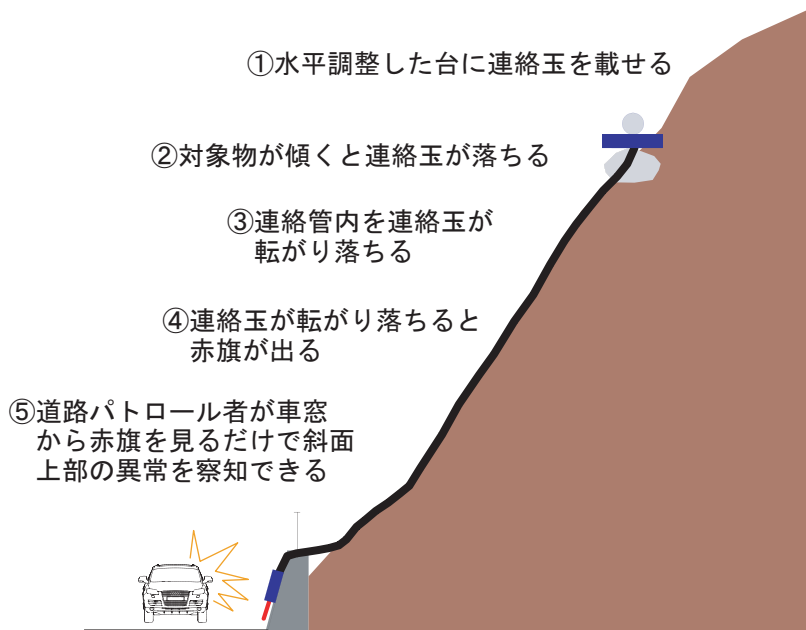 ①水平調整した台に連絡玉を載せる
②対象物が傾くと連絡玉が落ちる
③連絡管内を連絡玉が
転がり落ちる
④連絡玉が転がり落ちると
赤旗が出る
⑤道路パトロール者が車窓
から赤旗を見るだけで斜面
上部の異常を察知できる